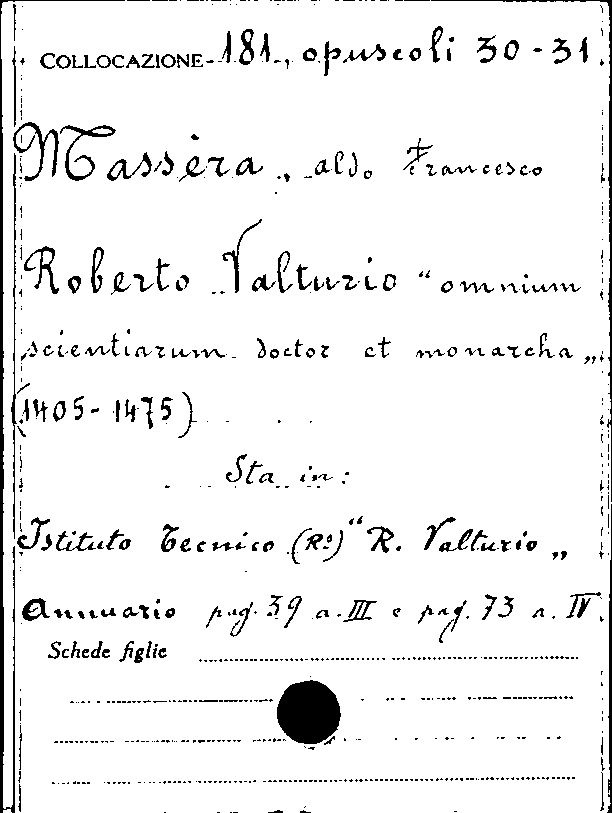 COLLOCAZIONE 181., opuscoli 30-31.
Massèra, aldo Francesco
Roberto Valturio "omnium
scientiarum doctor et monarcha„
(1405-1475)
Sta in:
Istituto Tecnico (Rº) "R. Valturio„
Annuario pag. 39 a. III e pag. 73 a. IV.
Schede figlie